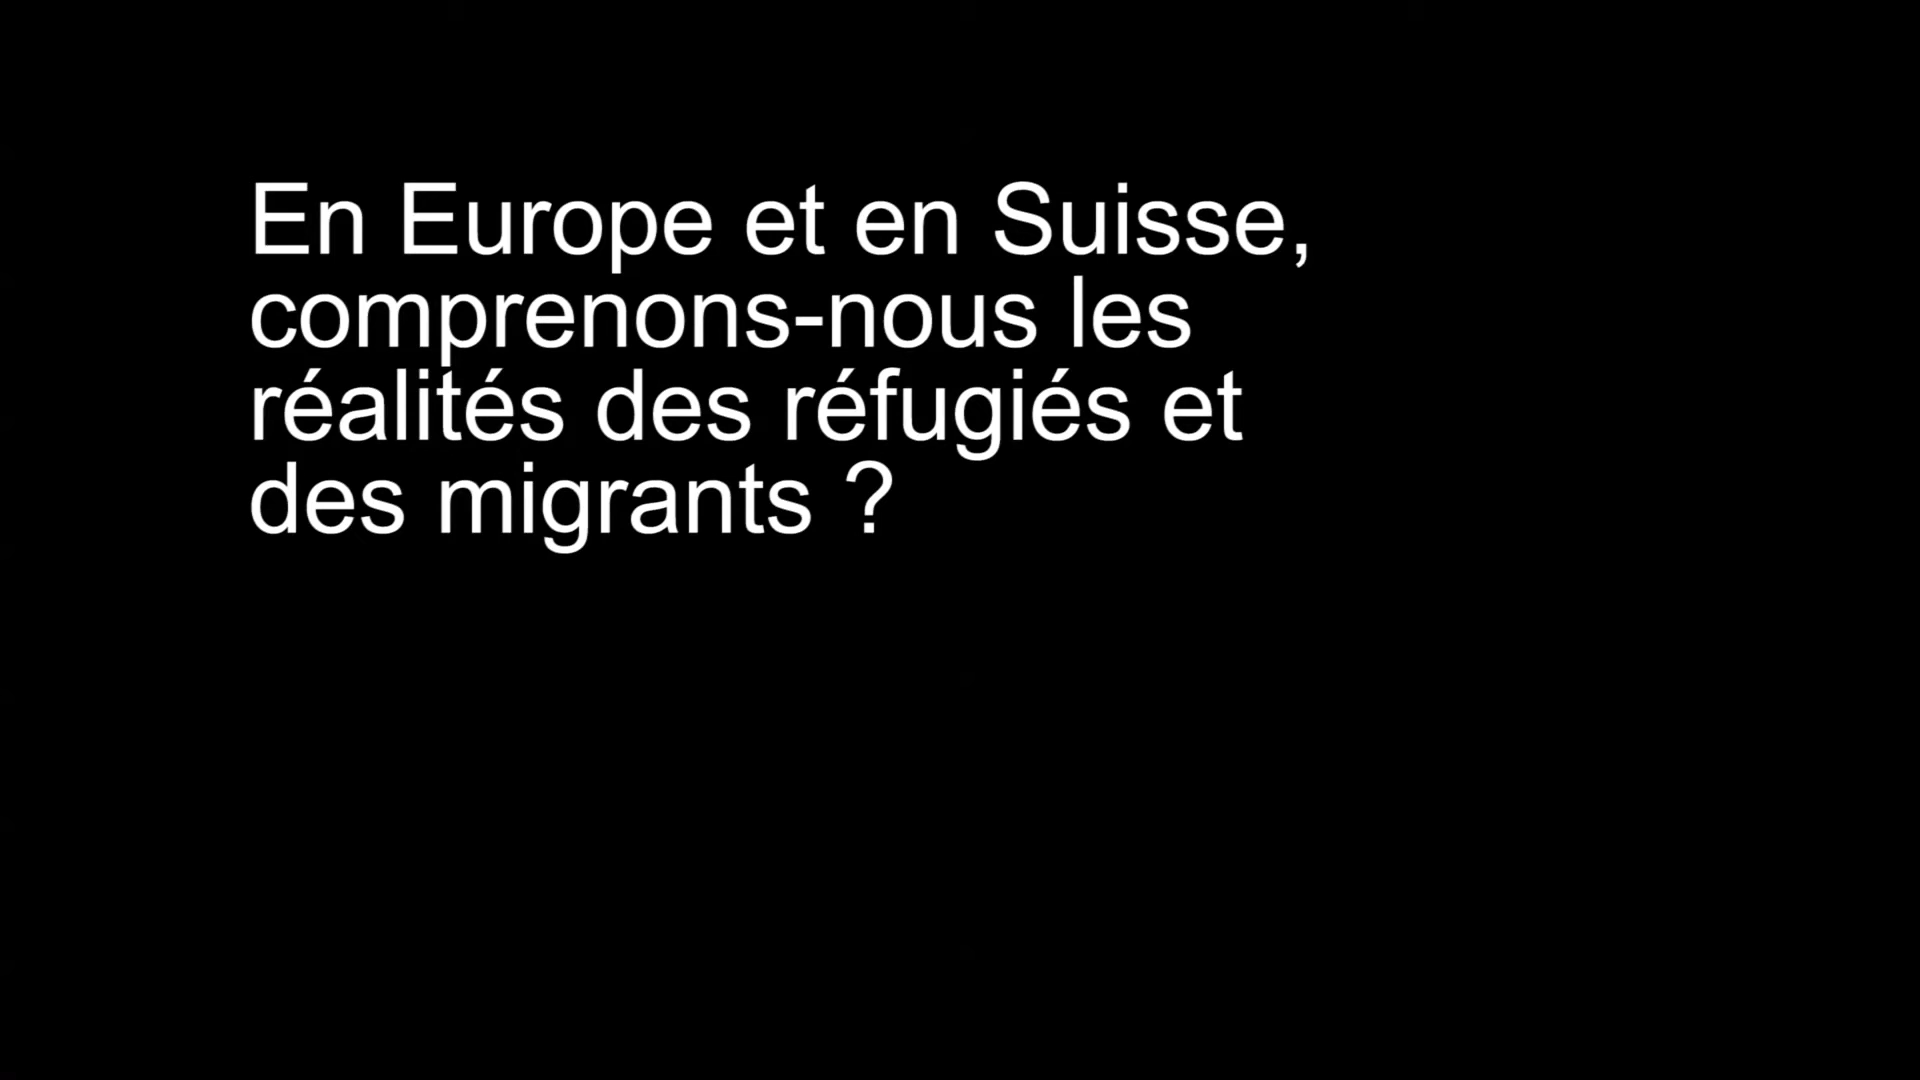 En Europe et en Suisse,
comprenons-nous les
réalités des réfugiés et
des migrants ?